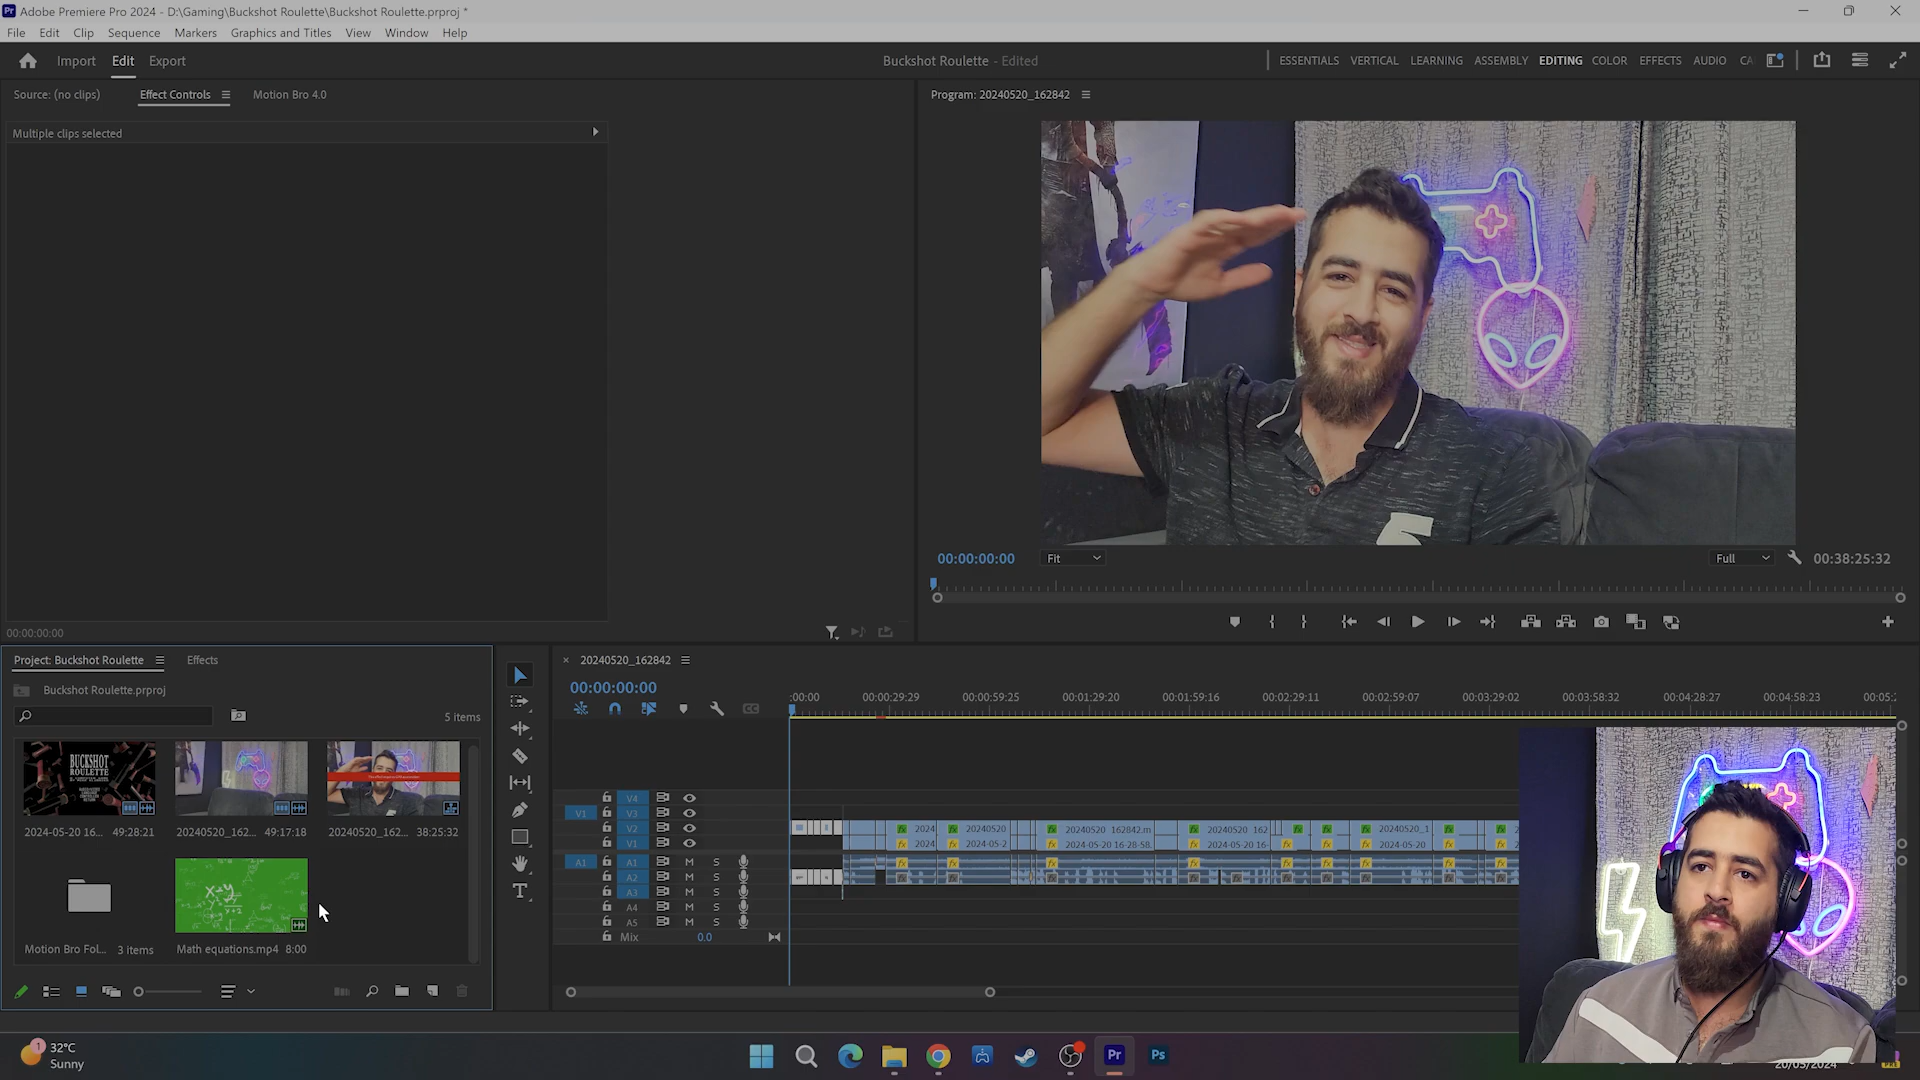 Adobe Premiere Pro 2024 - D:\Gaming\Buckshot Roulette\Buckshot Roulette.prproj *
File Edit Clip Sequence Markers Graphics and Titles View Window Help
Import Edit Export
Buckshot Roulette - Edited
ESSENTIALS VERTICAL LEARNING ASSEMBLY EDITING COLOR EFFECTS AUDIO CA
Source: (no clips) Effect Controls Motion Bro 4.0
Program: 20240520_162842
Multiple clips selected
00:00:00:00 Fit Full 00:38:25:32
00:00:00:00
Project: Buckshot Roulette Effects
Buckshot Roulette.prproj
5 items
BUCKSHOT
ROULETTE
2024-05-20 16... 49:28:21
20240520_162... 49:17:18
20240520_162... 38:25:32
Motion Bro Fol... 3 items
Math equations.mp4 8:00
20240520_162842
00:00:00:00
:00:00 00:00:29:29 00:00:59:25 00:01:29:20 00:01:59:16 00:02:29:11 00:02:59:07 00:03:29:02 00:03:58:32 00:04:28:27 00:04:58:23 00:05:2
V4
V1 V3
V2 2024 20240520 20240520_162842.m 20240520_162 20240520_1
V1 2024 2024-05-2 2024-05-20 16-28-58. 2024-05-20 16- 2024-05-20
A1 A1 M S
A2 M S
A3 M S
A4 M S
A5 M S
Mix 0.0
32°C
Sunny
Pr Ps
20/05/2024